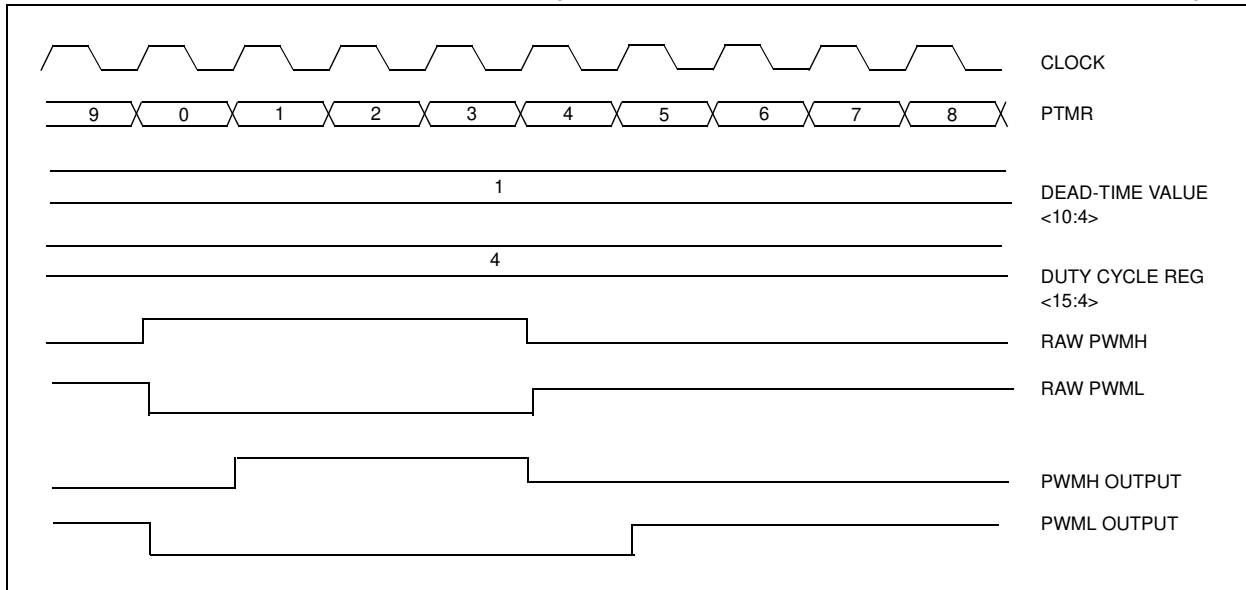 CLOCK
9 0 1 2 3 4 5 6 7 8 PTMR
1
DEAD-TIME VALUE
<10:4>
4
DUTY CYCLE REG
<15:4>
RAW PWMH
RAW PWML
PWMH OUTPUT
PWML OUTPUT